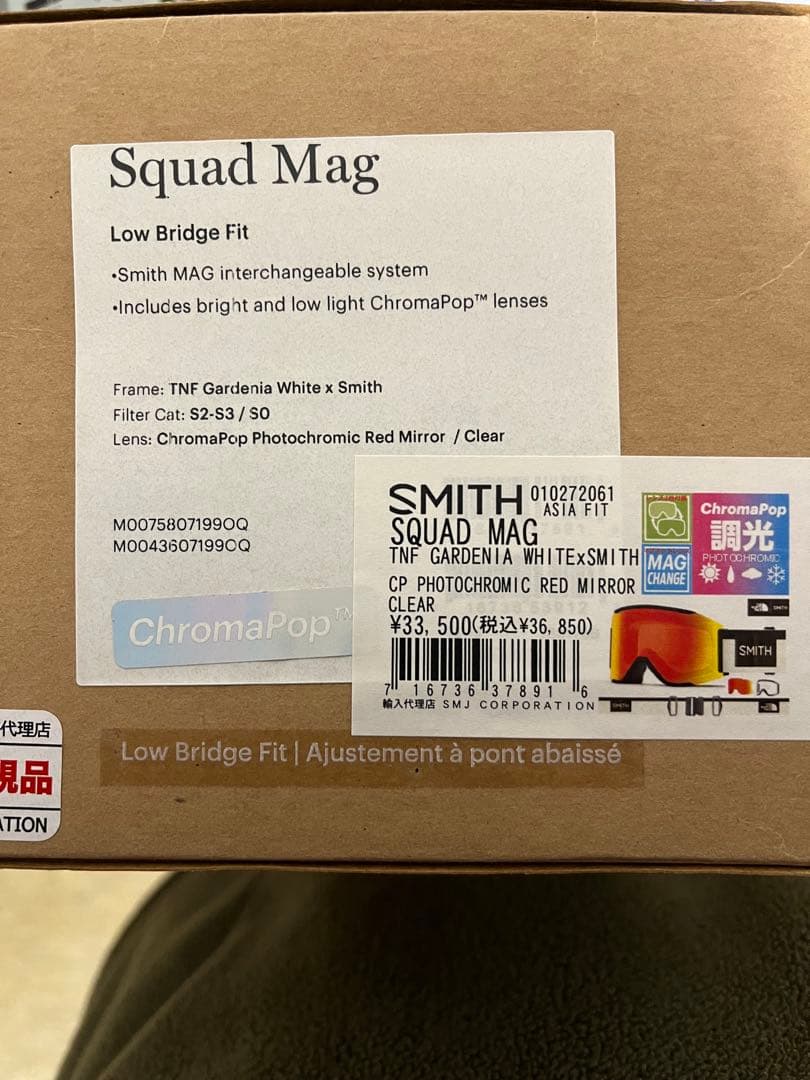 Squad Mag
Low Bridge Fit
•Smith MAG interchangeable system
•Includes bright and low light ChromaPop™ lenses
Frame: TNF Gardenia White x Smith
Filter Cat: S2-S3 / S0
Lens: ChromaPop Photochromic Red Mirror / Clear
M0075807199OQ
M0043607199OQ
ChromaPop™
SMITH 010272061
ASIA FIT
SQUAD MAG
TNF GARDENIA WHITExSMITH
CP PHOTOCHROMIC RED MIRROR
CLEAR
¥33,500(税込¥36,850)
7 16736 37891 6
輸入代理店 SMJ CORPORATION
MAG
CHANGE
ChromaPop
調光
PHOTOCHROMIC
SMITH
SMITH
SMITH
代理店
規品
ATION
Low Bridge Fit | Ajustement à pont abaissé